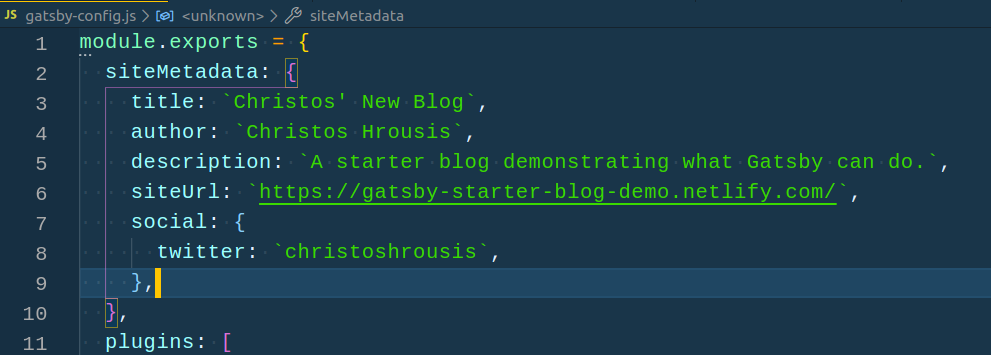 JS gatsby-config.js > <unknown> > siteMetadata
1 module.exports = {
2   siteMetadata: {
3     title: `Christos' New Blog`,
4     author: `Christos Hrousis`,
5     description: `A starter blog demonstrating what Gatsby can do.`,
6     siteUrl: `https://gatsby-starter-blog-demo.netlify.com/`,
7     social: {
8       twitter: `christoshrousis`,
9     },
10   },
11   plugins: [